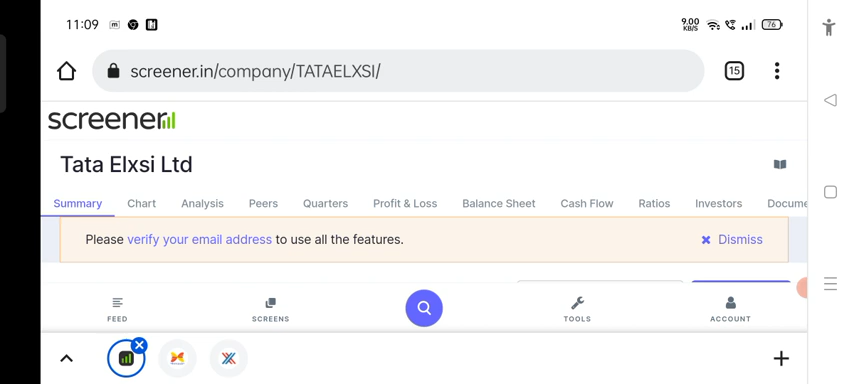 11:09 m 9.00 KB/S 76
screener.in/company/TATAELXSI/ 15
screener
Tata Elxsi Ltd
Summary Chart Analysis Peers Quarters Profit & Loss Balance Sheet Cash Flow Ratios Investors Docume
Please verify your email address to use all the features. Dismiss
FEED SCREENS TOOLS ACCOUNT